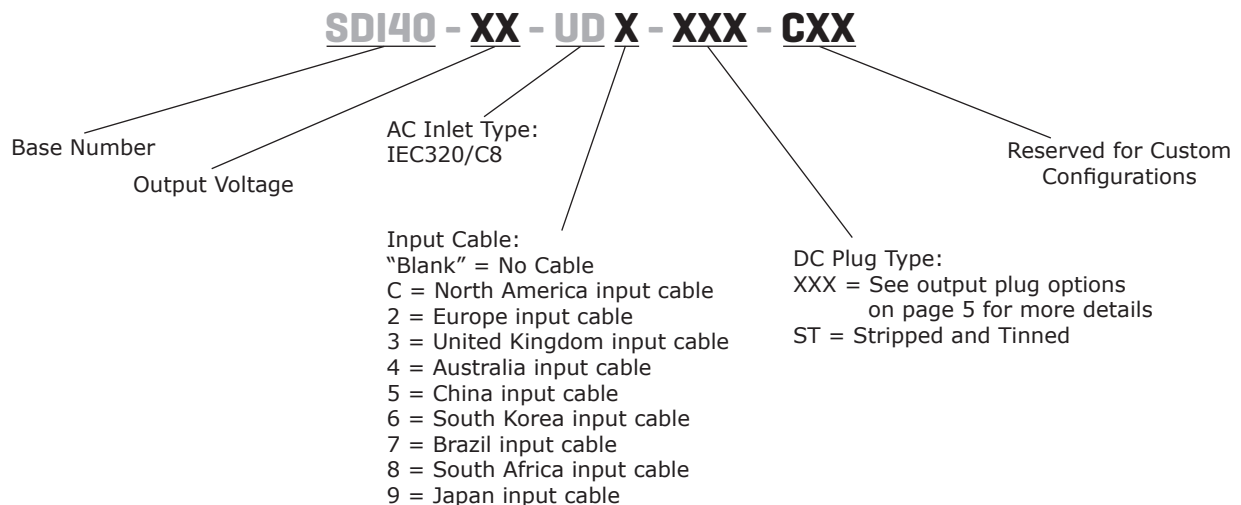 SDI40 - XX - UD X - XXX - CXX
Base Number
Output Voltage
AC Inlet Type:
IEC320/C8
Input Cable:
“Blank” = No Cable
C = North America input cable
2 = Europe input cable
3 = United Kingdom input cable
4 = Australia input cable
5 = China input cable
6 = South Korea input cable
7 = Brazil input cable
8 = South Africa input cable
9 = Japan input cable
DC Plug Type:
XXX = See output plug options
on page 5 for more details
ST = Stripped and Tinned
Reserved for Custom
Configurations